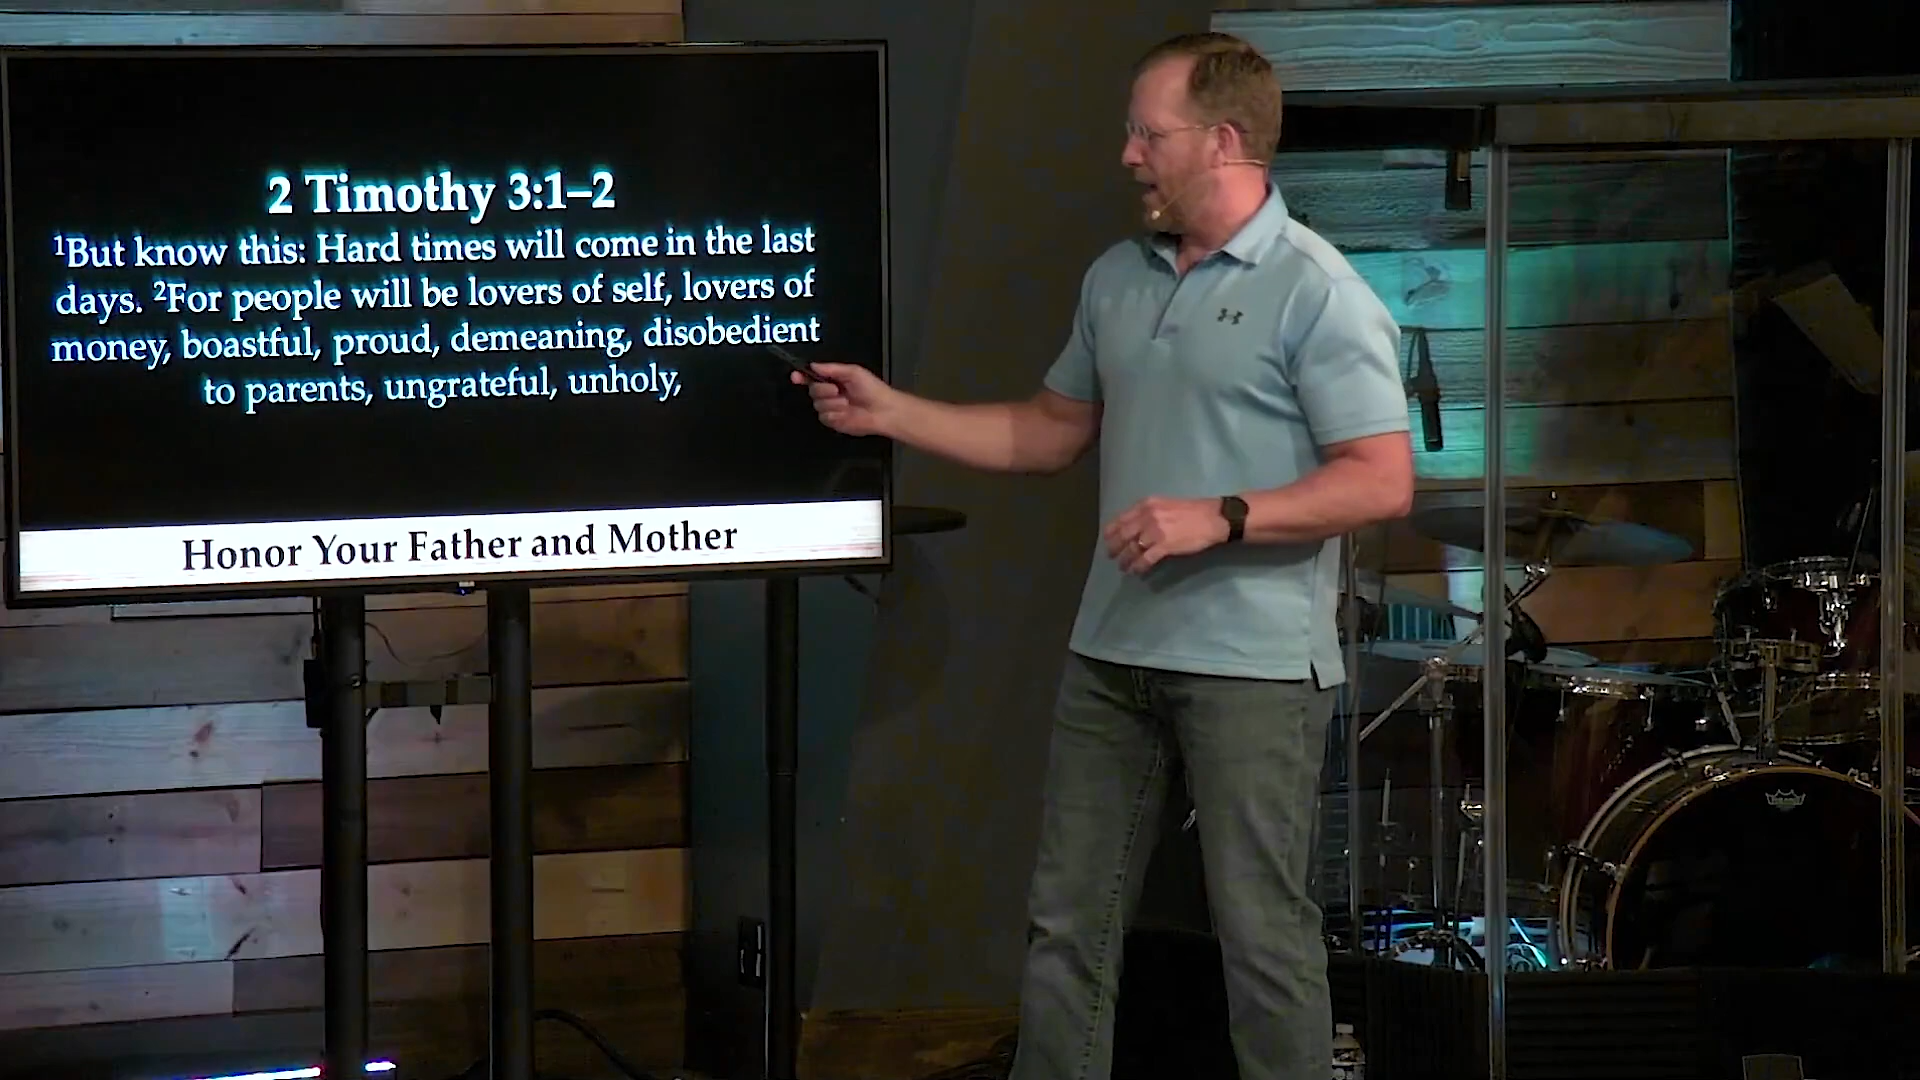 2 Timothy 3:1–2
¹But know this: Hard times will come in the last
days. ²For people will be lovers of self, lovers of
money, boastful, proud, demeaning, disobedient
to parents, ungrateful, unholy,
Honor Your Father and Mother